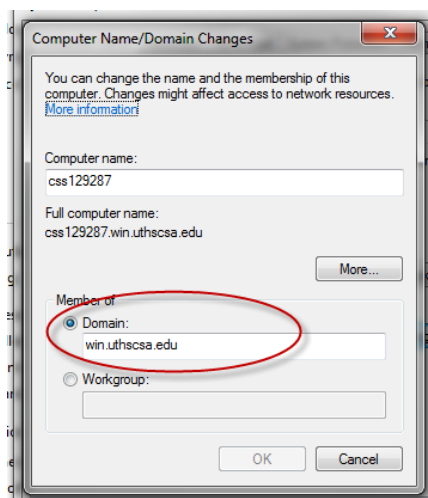 Computer Name/Domain Changes
You can change the name and the membership of this
computer. Changes might affect access to network resources.
More information
Computer name:
css129287
Full computer name:
css129287.win.uthscsa.edu
More...
Member of
Domain:
win.uthscsa.edu
Workgroup:
OK Cancel